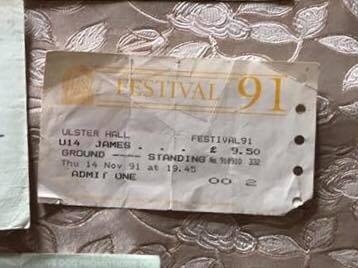 FESTIVAL 91
ULSTER HALL FESTIVAL91
U14 JAMES . . . £ 9.50
GROUND ---- STANDING
Thu 14 Nov 91 at 19.45
ADMIT ONE 00 2